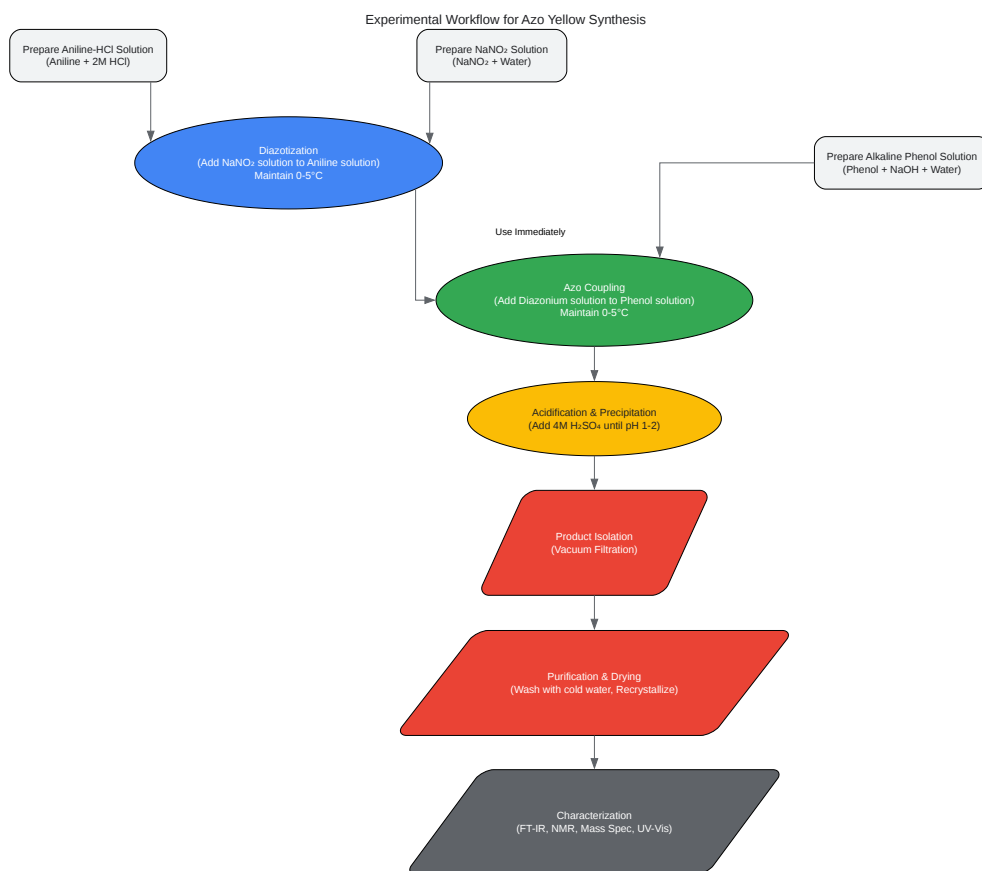 Experimental Workflow for Azo Yellow Synthesis
Prepare Aniline-HCl Solution
(Aniline + 2M HCl)
Prepare NaNO₂ Solution
(NaNO₂ + Water)
Diazotization
(Add NaNO₂ solution to Aniline solution)
Maintain 0-5°C
Prepare Alkaline Phenol Solution
(Phenol + NaOH + Water)
Use Immediately
Azo Coupling
(Add Diazonium solution to Phenol solution)
Maintain 0-5°C
Acidification & Precipitation
(Add 4M H₂SO₄ until pH 1-2)
Product Isolation
(Vacuum Filtration)
Purification & Drying
(Wash with cold water, Recrystallize)
Characterization
(FT-IR, NMR, Mass Spec, UV-Vis)